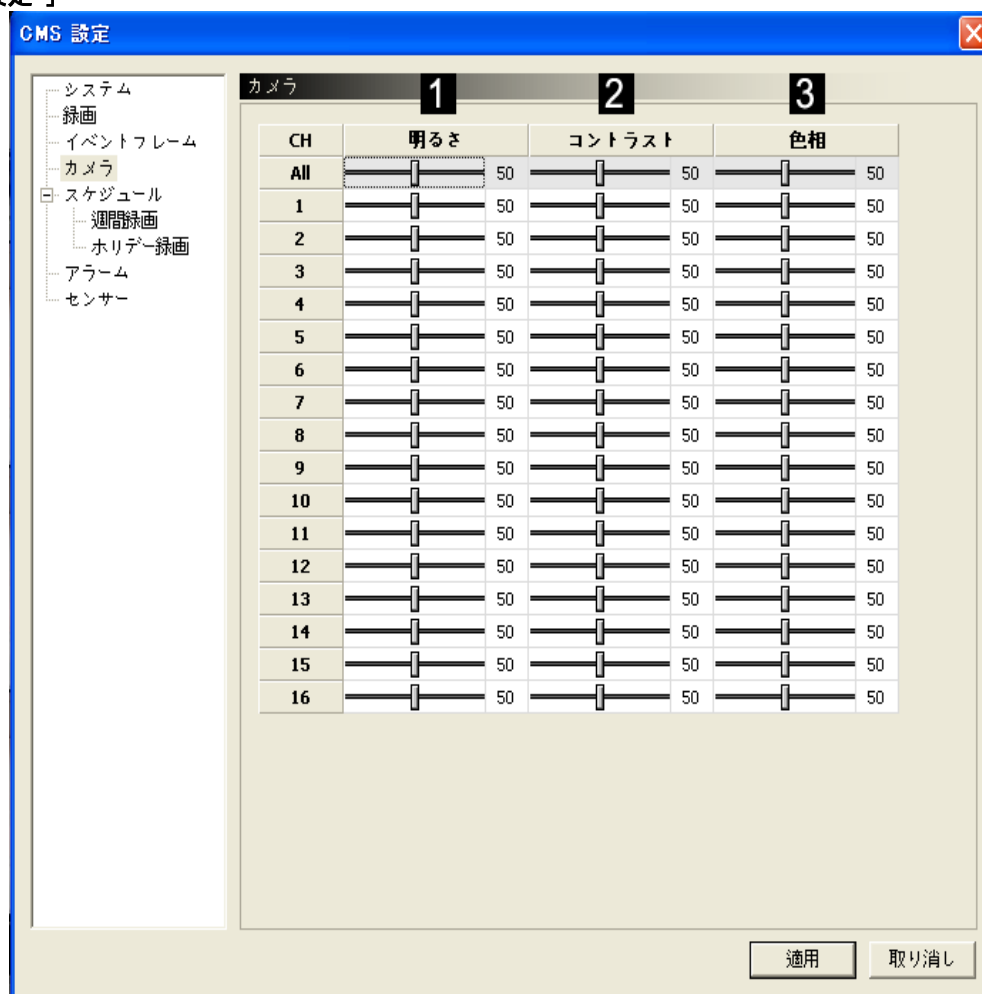 定 」
CMS 設定
システム
録画
イベントフレーム
カメラ
スケジュール
週間録画
ホリデー録画
アラーム
センサー
カメラ
1 2 3
CH 明るさ コントラスト 色相
All 50 50 50
1 50 50 50
2 50 50 50
3 50 50 50
4 50 50 50
5 50 50 50
6 50 50 50
7 50 50 50
8 50 50 50
9 50 50 50
10 50 50 50
11 50 50 50
12 50 50 50
13 50 50 50
14 50 50 50
15 50 50 50
16 50 50 50
適用 取り消し